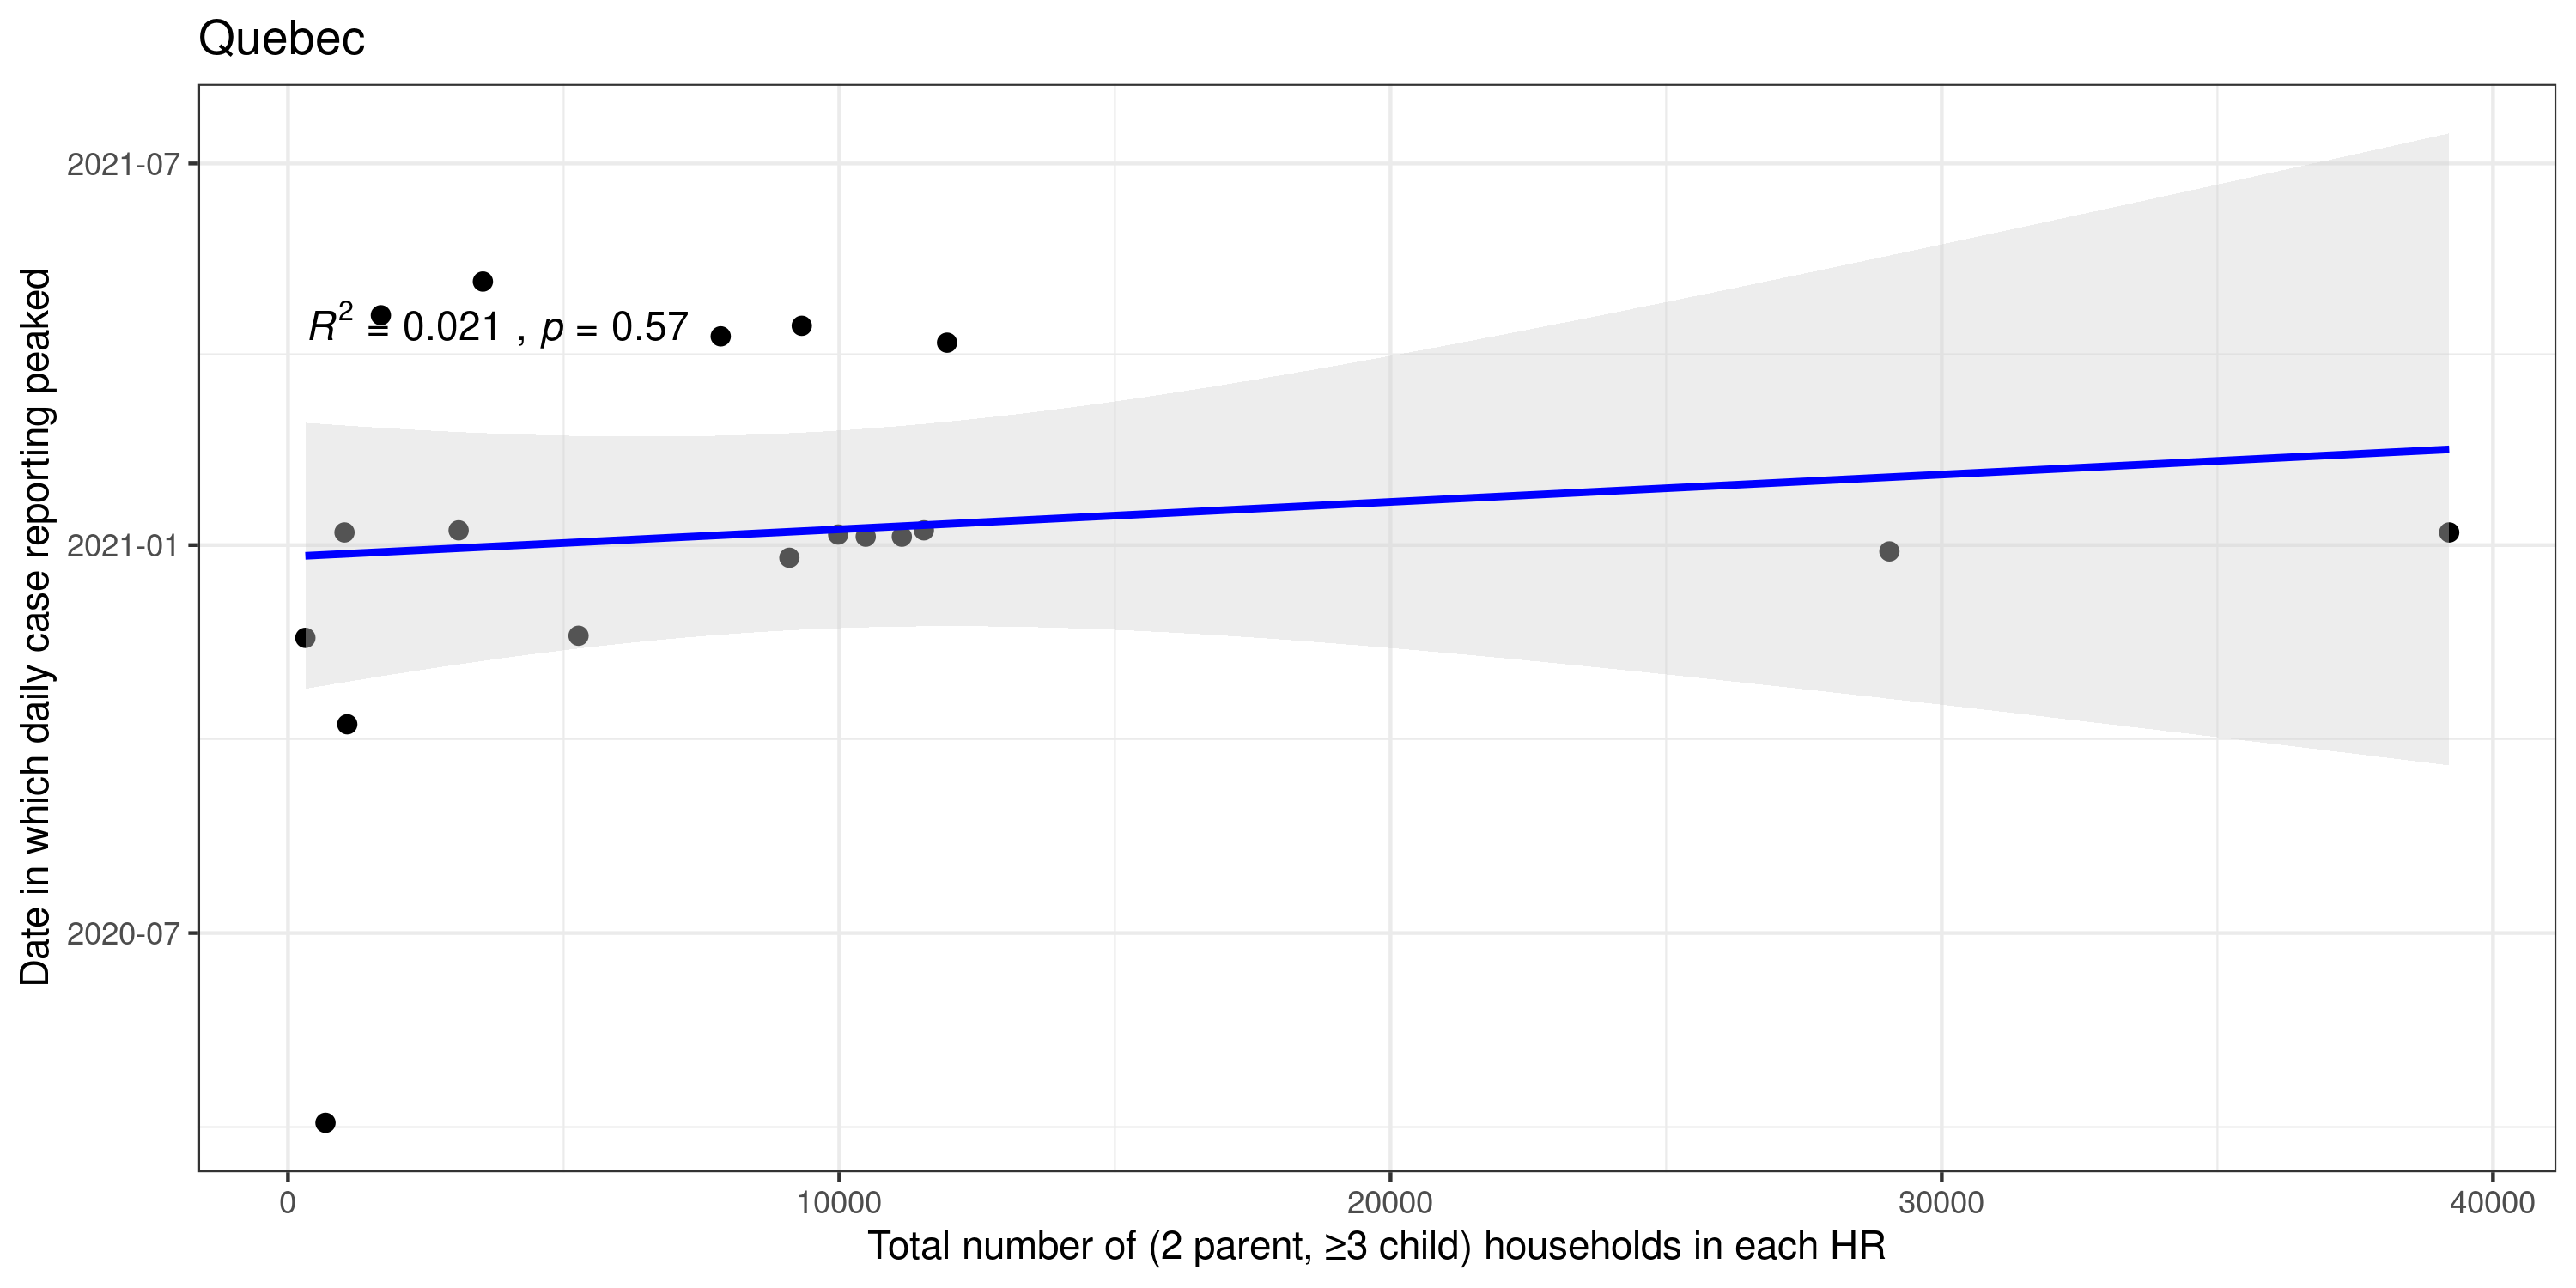 Quebec
Date in which daily case reporting peaked
2021-07
2021-01
2020-07
R² = 0.021 , p = 0.57
0 10000 20000 30000 40000
Total number of (2 parent, ≥3 child) households in each HR